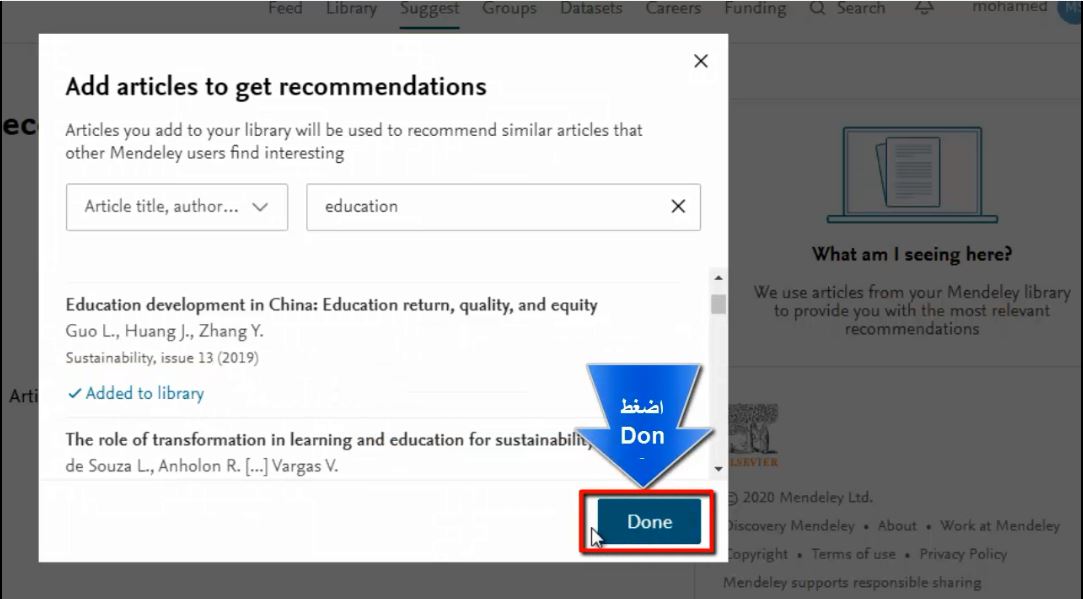 Feed Library Suggest Groups Datasets Careers Funding Search mohamed MS
Add articles to get recommendations
Articles you add to your library will be used to recommend similar articles that
other Mendeley users find interesting
Article title, author... education
Education development in China: Education return, quality, and equity
Guo L., Huang J., Zhang Y.
Sustainability, issue 13 (2019)
Added to library
The role of transformation in learning and education for sustainability
de Souza L., Anholon R. [...] Vargas V.
اضغط
Don
Done
What am I seeing here?
We use articles from your Mendeley library
to provide you with the most relevant
recommendations
ELSEVIER
© 2020 Mendeley Ltd.
Discovery Mendeley • About • Work at Mendeley
Copyright • Terms of use • Privacy Policy
Mendeley supports responsible sharing